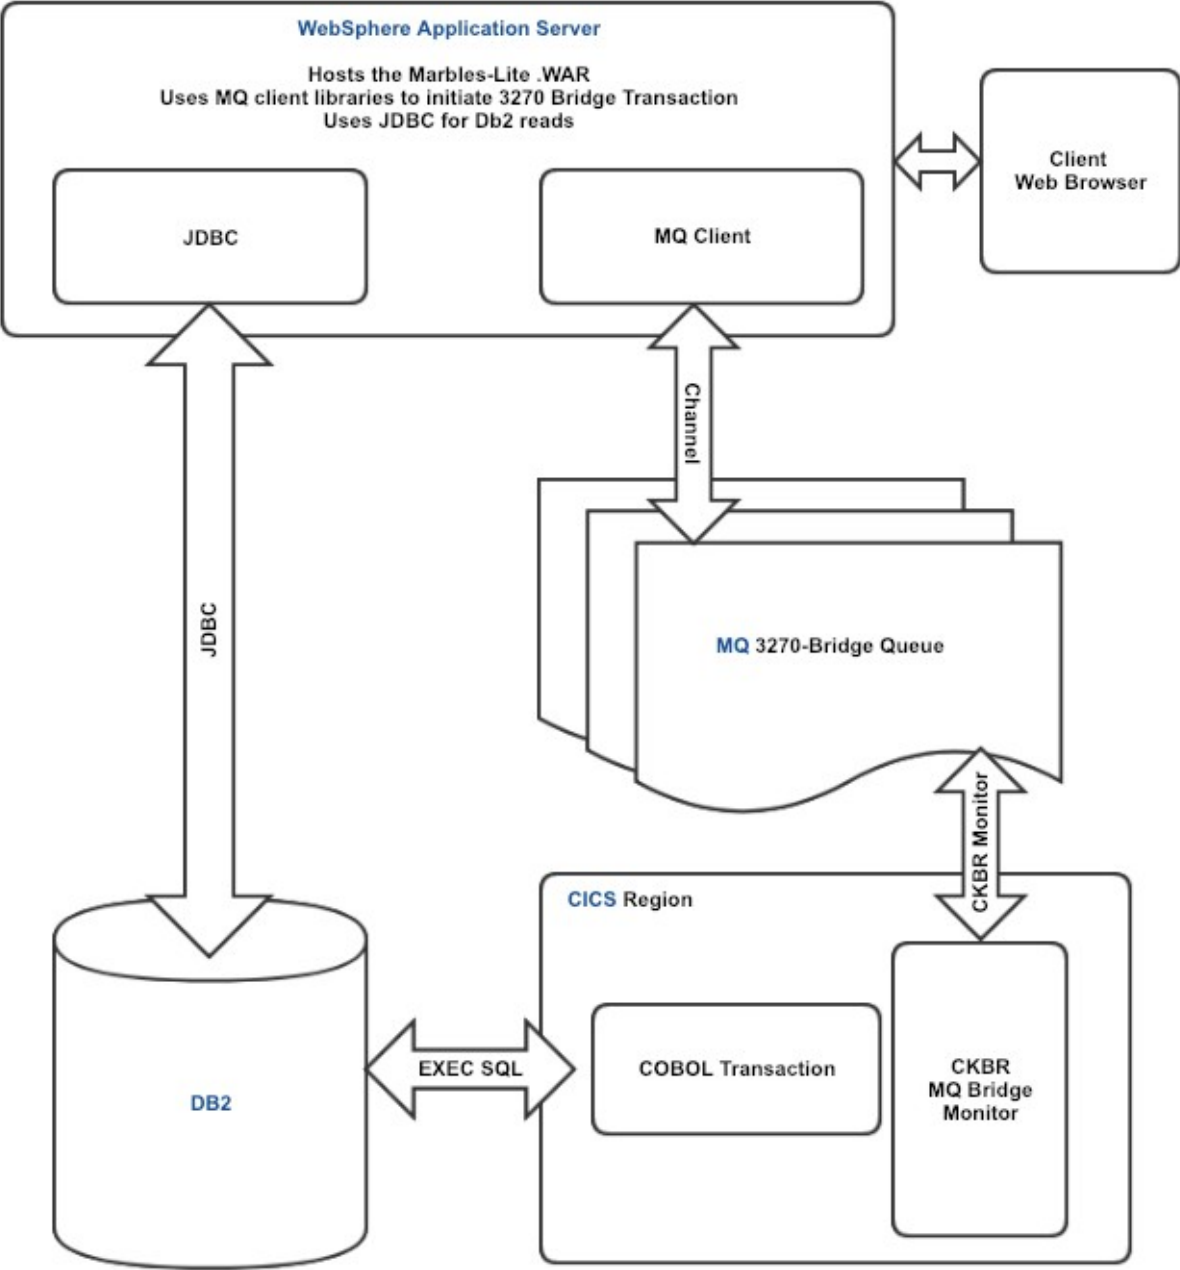 WebSphere Application Server
Hosts the Marbles-Lite .WAR
Uses MQ client libraries to initiate 3270 Bridge Transaction
Uses JDBC for Db2 reads
JDBC
MQ Client
Client
Web Browser
Channel
JDBC
MQ 3270-Bridge Queue
CKBR Monitor
CICS Region
DB2
EXEC SQL
COBOL Transaction
CKBR
MQ Bridge
Monitor